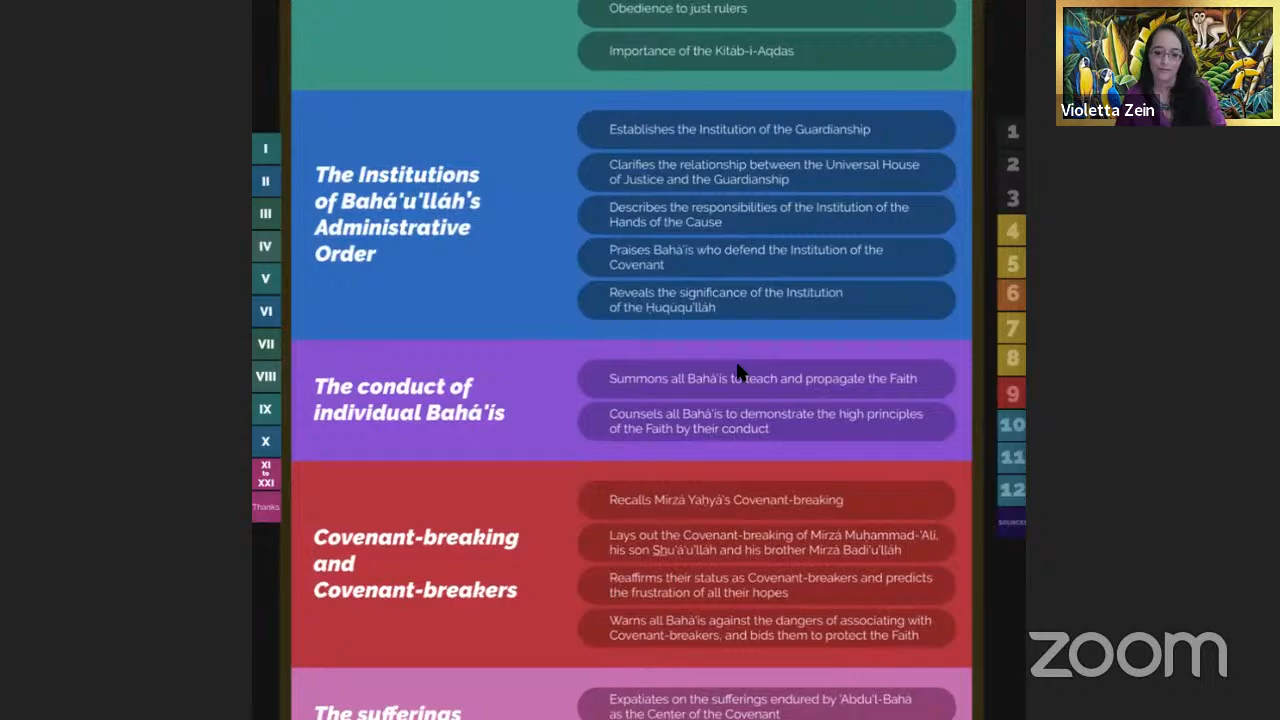 Obedience to just rulers
Importance of the Kitáb-i-Aqdas
The Institutions
of Bahá'u'lláh's
Administrative
Order
Establishes the Institution of the Guardianship
Clarifies the relationship between the Universal House
of Justice and the Guardianship
Describes the responsibilities of the Institution of the
Hands of the Cause
Praises Bahá'ís who defend the Institution of the
Covenant
Reveals the significance of the Institution
of the Ḥuqúqu'lláh
The conduct of
individual Bahá'ís
Summons all Bahá'ís to teach and propagate the Faith
Counsels all Bahá'ís to demonstrate the high principles
of the Faith by their conduct
Covenant-breaking
and
Covenant-breakers
Recalls Mírzá Yaḥyá's Covenant-breaking
Lays out the Covenant-breaking of Mírzá Muḥammad-'Alí,
his son Shu'á'u'lláh and his brother Mírzá Badí'u'lláh
Reaffirms their status as Covenant-breakers and predicts
the frustration of all their hopes
Warns all Bahá'ís against the dangers of associating with
Covenant-breakers, and bids them to protect the Faith
The sufferings
Expatiates on the sufferings endured by 'Abdu'l-Bahá
as the Center of the Covenant
I
II
III
IV
V
VI
VII
VIII
IX
X
XI
to
XXI
Thanks
1
2
3
4
5
6
7
8
9
10
11
12
SOURCES
Violetta Zein
zoom